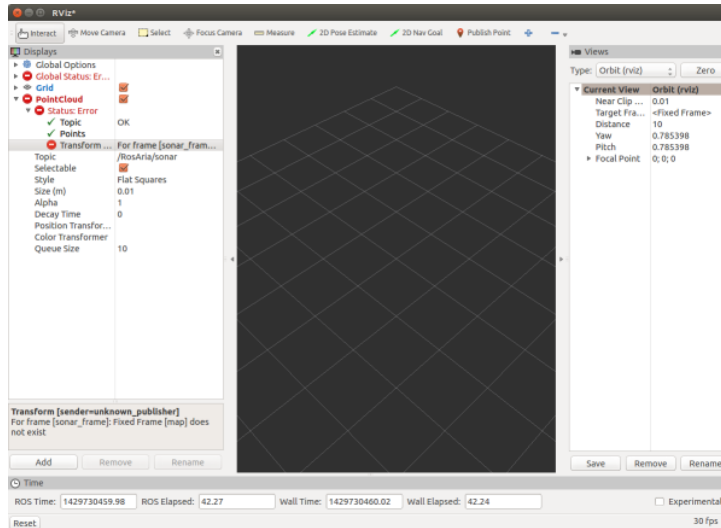 RViz*
Interact Move Camera Select Focus Camera Measure 2D Pose Estimate 2D Nav Goal Publish Point
Displays
Global Options
Global Status: Er...
Grid
PointCloud
Status: Error
Topic OK
Points
Transform ... For frame [sonar_fram...
Topic /RosAria/sonar
Selectable
Style Flat Squares
Size (m) 0.01
Alpha 1
Decay Time 0
Position Transfor...
Color Transformer
Queue Size 10
Transform [sender=unknown_publisher]
For frame [sonar_frame]: Fixed Frame [map] does
not exist
Add Remove Rename
Views
Type: Orbit (rviz) Zero
Current View Orbit (rviz)
Near Clip ... 0.01
Target Fra... <Fixed Frame>
Distance 10
Yaw 0.785398
Pitch 0.785398
Focal Point 0; 0; 0
Save Remove Rename
Time
ROS Time: 1429730459.98 ROS Elapsed: 42.27 Wall Time: 1429730460.02 Wall Elapsed: 42.24 Experimental
Reset 30 fps